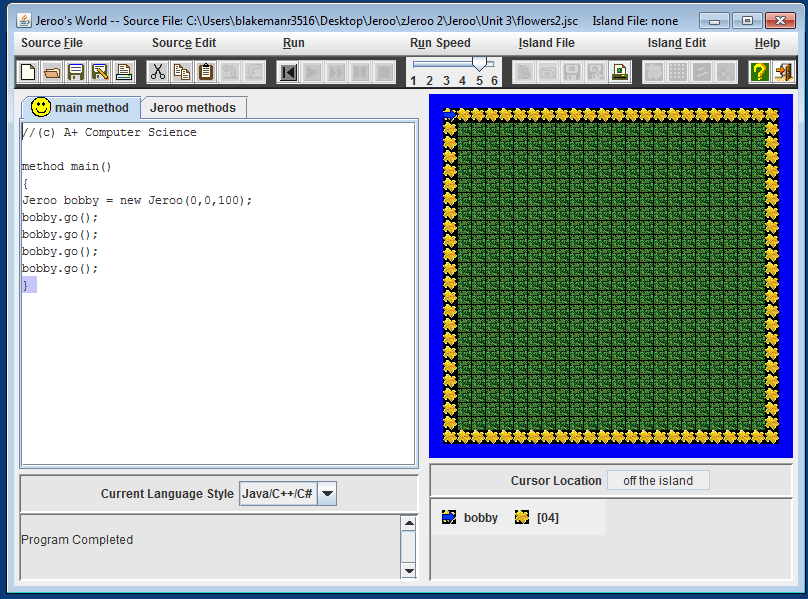 Jeroo's World -- Source File: C:\Users\blakemanr3516\Desktop\Jeroo\zJeroo 2\Jeroo\Unit 3\flowers2.jsc    Island File: none
Source File Source Edit Run Run Speed Island File Island Edit Help
1 2 3 4 5 6
main method Jeroo methods
//(c) A+ Computer Science
method main()
{
Jeroo bobby = new Jeroo(0,0,100);
bobby.go();
bobby.go();
bobby.go();
bobby.go();
}
Current Language Style Java/C++/C#
Program Completed
Cursor Location off the island
bobby [04]